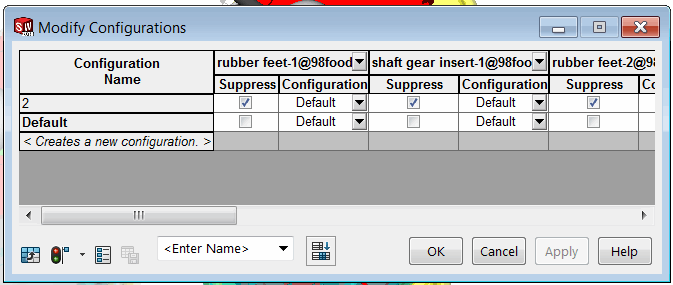 Modify Configurations
Configuration Name
rubber feet-1@98food
shaft gear insert-1@98foo
rubber feet-2@98
Suppress Configuration Suppress Configuration Suppress Co
2 Default Default
Default Default Default
< Creates a new configuration. >
<Enter Name> OK Cancel Apply Help